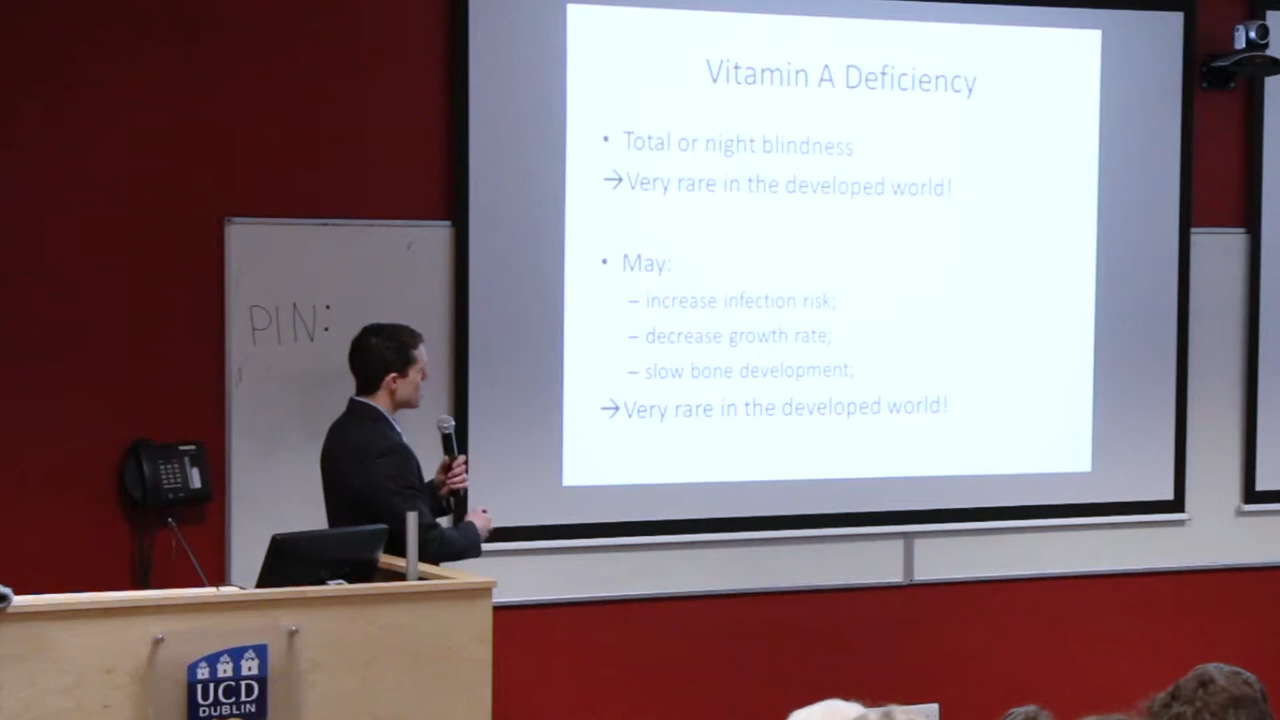 Vitamin A Deficiency
• Total or night blindness
→Very rare in the developed world!
• May:
– increase infection risk;
– decrease growth rate;
– slow bone development;
→Very rare in the developed world!
PIN:
UCD
DUBLIN